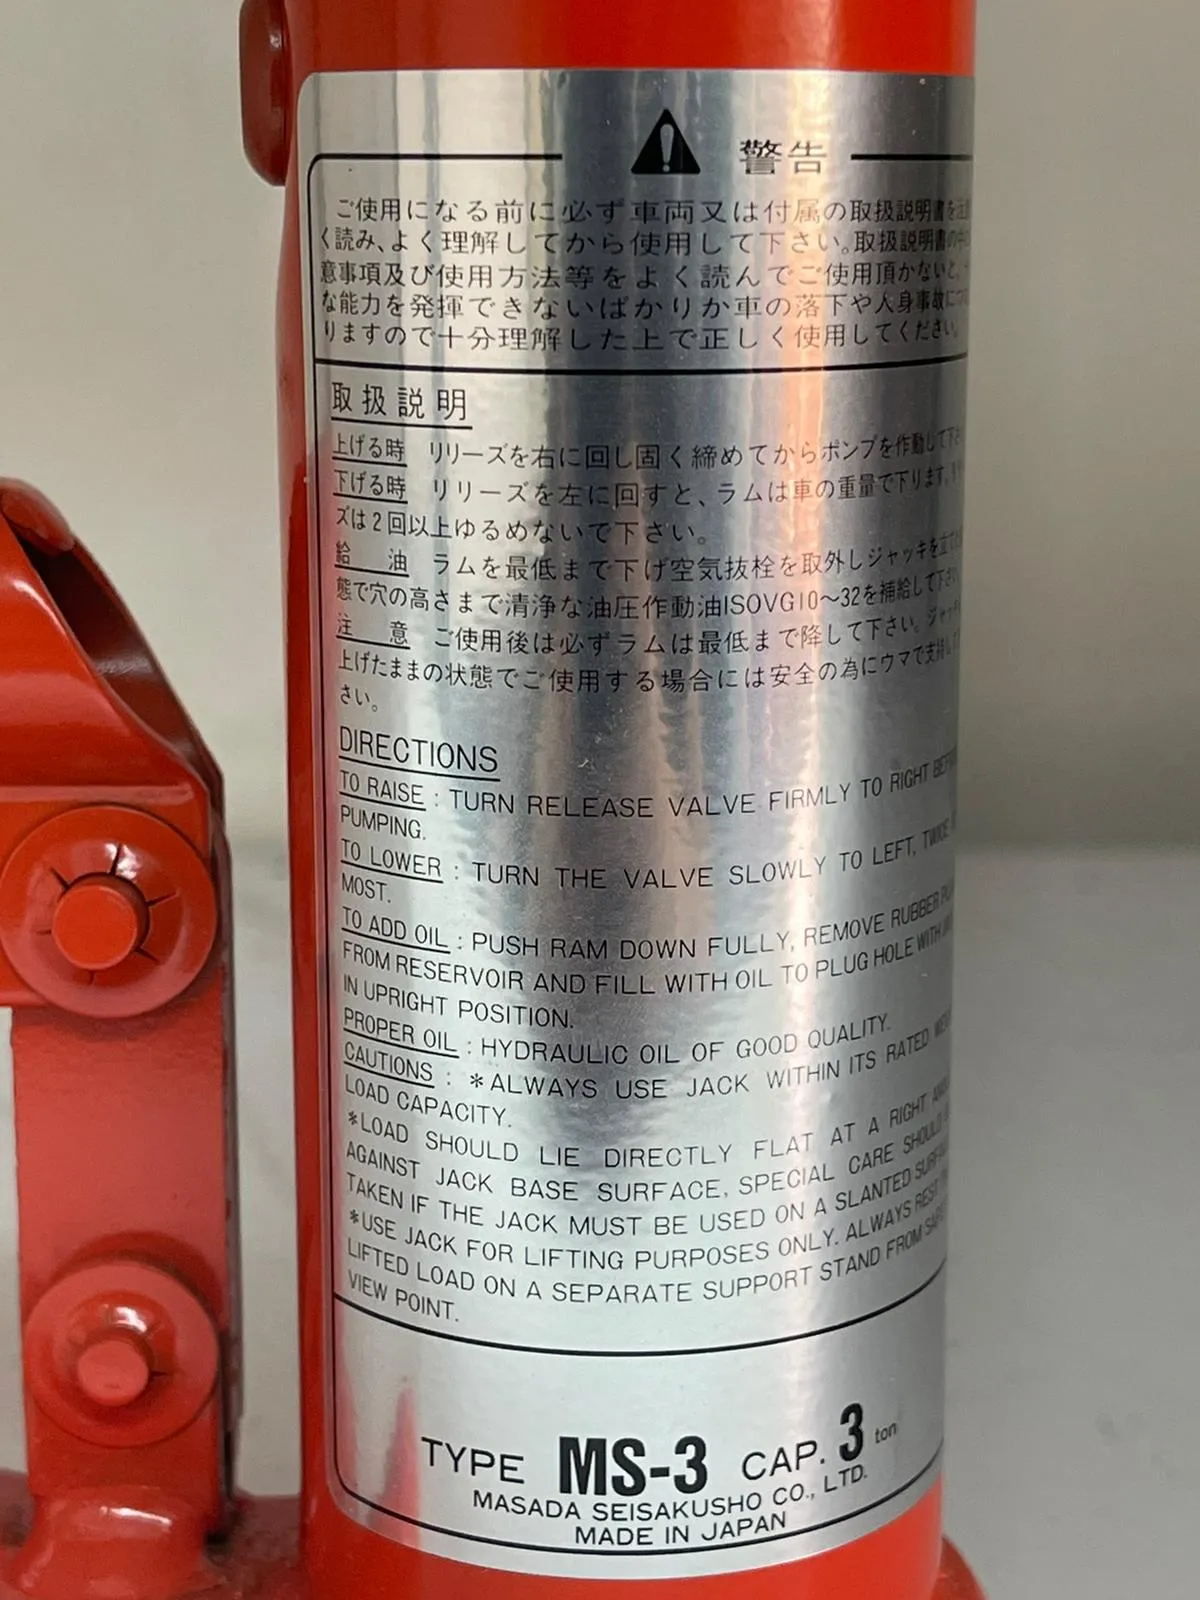 警告
ご使用になる前に必ず車両又は付属の取扱説明書を
く読み、よく理解してから使用して下さい。取扱説明書の中の
意事項及び使用方法等をよく読んでご使用頂かないと、
な能力を発揮できないばかりか車の落下や人身事故につ
りますので十分理解した上で正しく使用してください。
取扱説明
上げる時 リリーズを右に回し固く締めてからポンプを作動して下さ
下げる時 リリーズを左に回すと、ラムは車の重量で下ります。
ズは2回以上ゆるめないで下さい。
給油 ラムを最低まで下げ空気抜栓を取外しジャッキを立て
態で穴の高さまで清浄な油圧作動油ISOVG10〜32を補給して下さい
注意 ご使用後は必ずラムは最低まで降して下さい。ジャッキ
上げたままの状態でご使用する場合には安全の為にウマで支持し
さい。
DIRECTIONS
TO RAISE : TURN RELEASE VALVE FIRMLY TO RIGHT
PUMPING.
TO LOWER : TURN THE VALVE SLOWLY TO LEFT, TWICE
MOST.
TO ADD OIL : PUSH RAM DOWN FULLY, REMOVE RUBBER
FROM RESERVOIR AND FILL WITH OIL TO PLUG HOLE WITH
IN UPRIGHT POSITION.
PROPER OIL : HYDRAULIC OIL OF GOOD QUALITY.
CAUTIONS : *ALWAYS USE JACK WITHIN ITS RATED
LOAD CAPACITY.
*LOAD SHOULD LIE DIRECTLY FLAT AT A RIGHT
AGAINST JACK BASE SURFACE, SPECIAL CARE SHOULD
TAKEN IF THE JACK MUST BE USED ON A SLANTED
*USE JACK FOR LIFTING PURPOSES ONLY. ALWAYS REST
LIFTED LOAD ON A SEPARATE SUPPORT STAND FROM
VIEW POINT.
TYPE MS-3 CAP. 3 ton
MASADA SEISAKUSHO CO., LTD.
MADE IN JAPAN